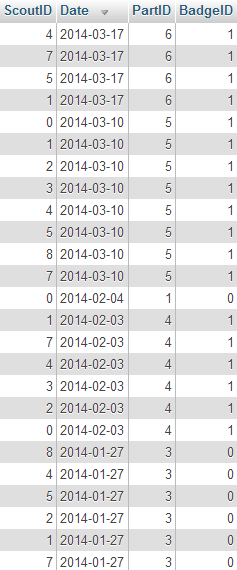 ScoutID Date PartID BadgeID
4 2014-03-17 6 1
7 2014-03-17 6 1
5 2014-03-17 6 1
1 2014-03-17 6 1
0 2014-03-10 5 1
1 2014-03-10 5 1
2 2014-03-10 5 1
3 2014-03-10 5 1
4 2014-03-10 5 1
5 2014-03-10 5 1
8 2014-03-10 5 1
7 2014-03-10 5 1
0 2014-02-04 1 0
1 2014-02-03 4 1
7 2014-02-03 4 1
4 2014-02-03 4 1
3 2014-02-03 4 1
2 2014-02-03 4 1
0 2014-02-03 4 1
8 2014-01-27 3 0
4 2014-01-27 3 0
5 2014-01-27 3 0
2 2014-01-27 3 0
1 2014-01-27 3 0
7 2014-01-27 3 0